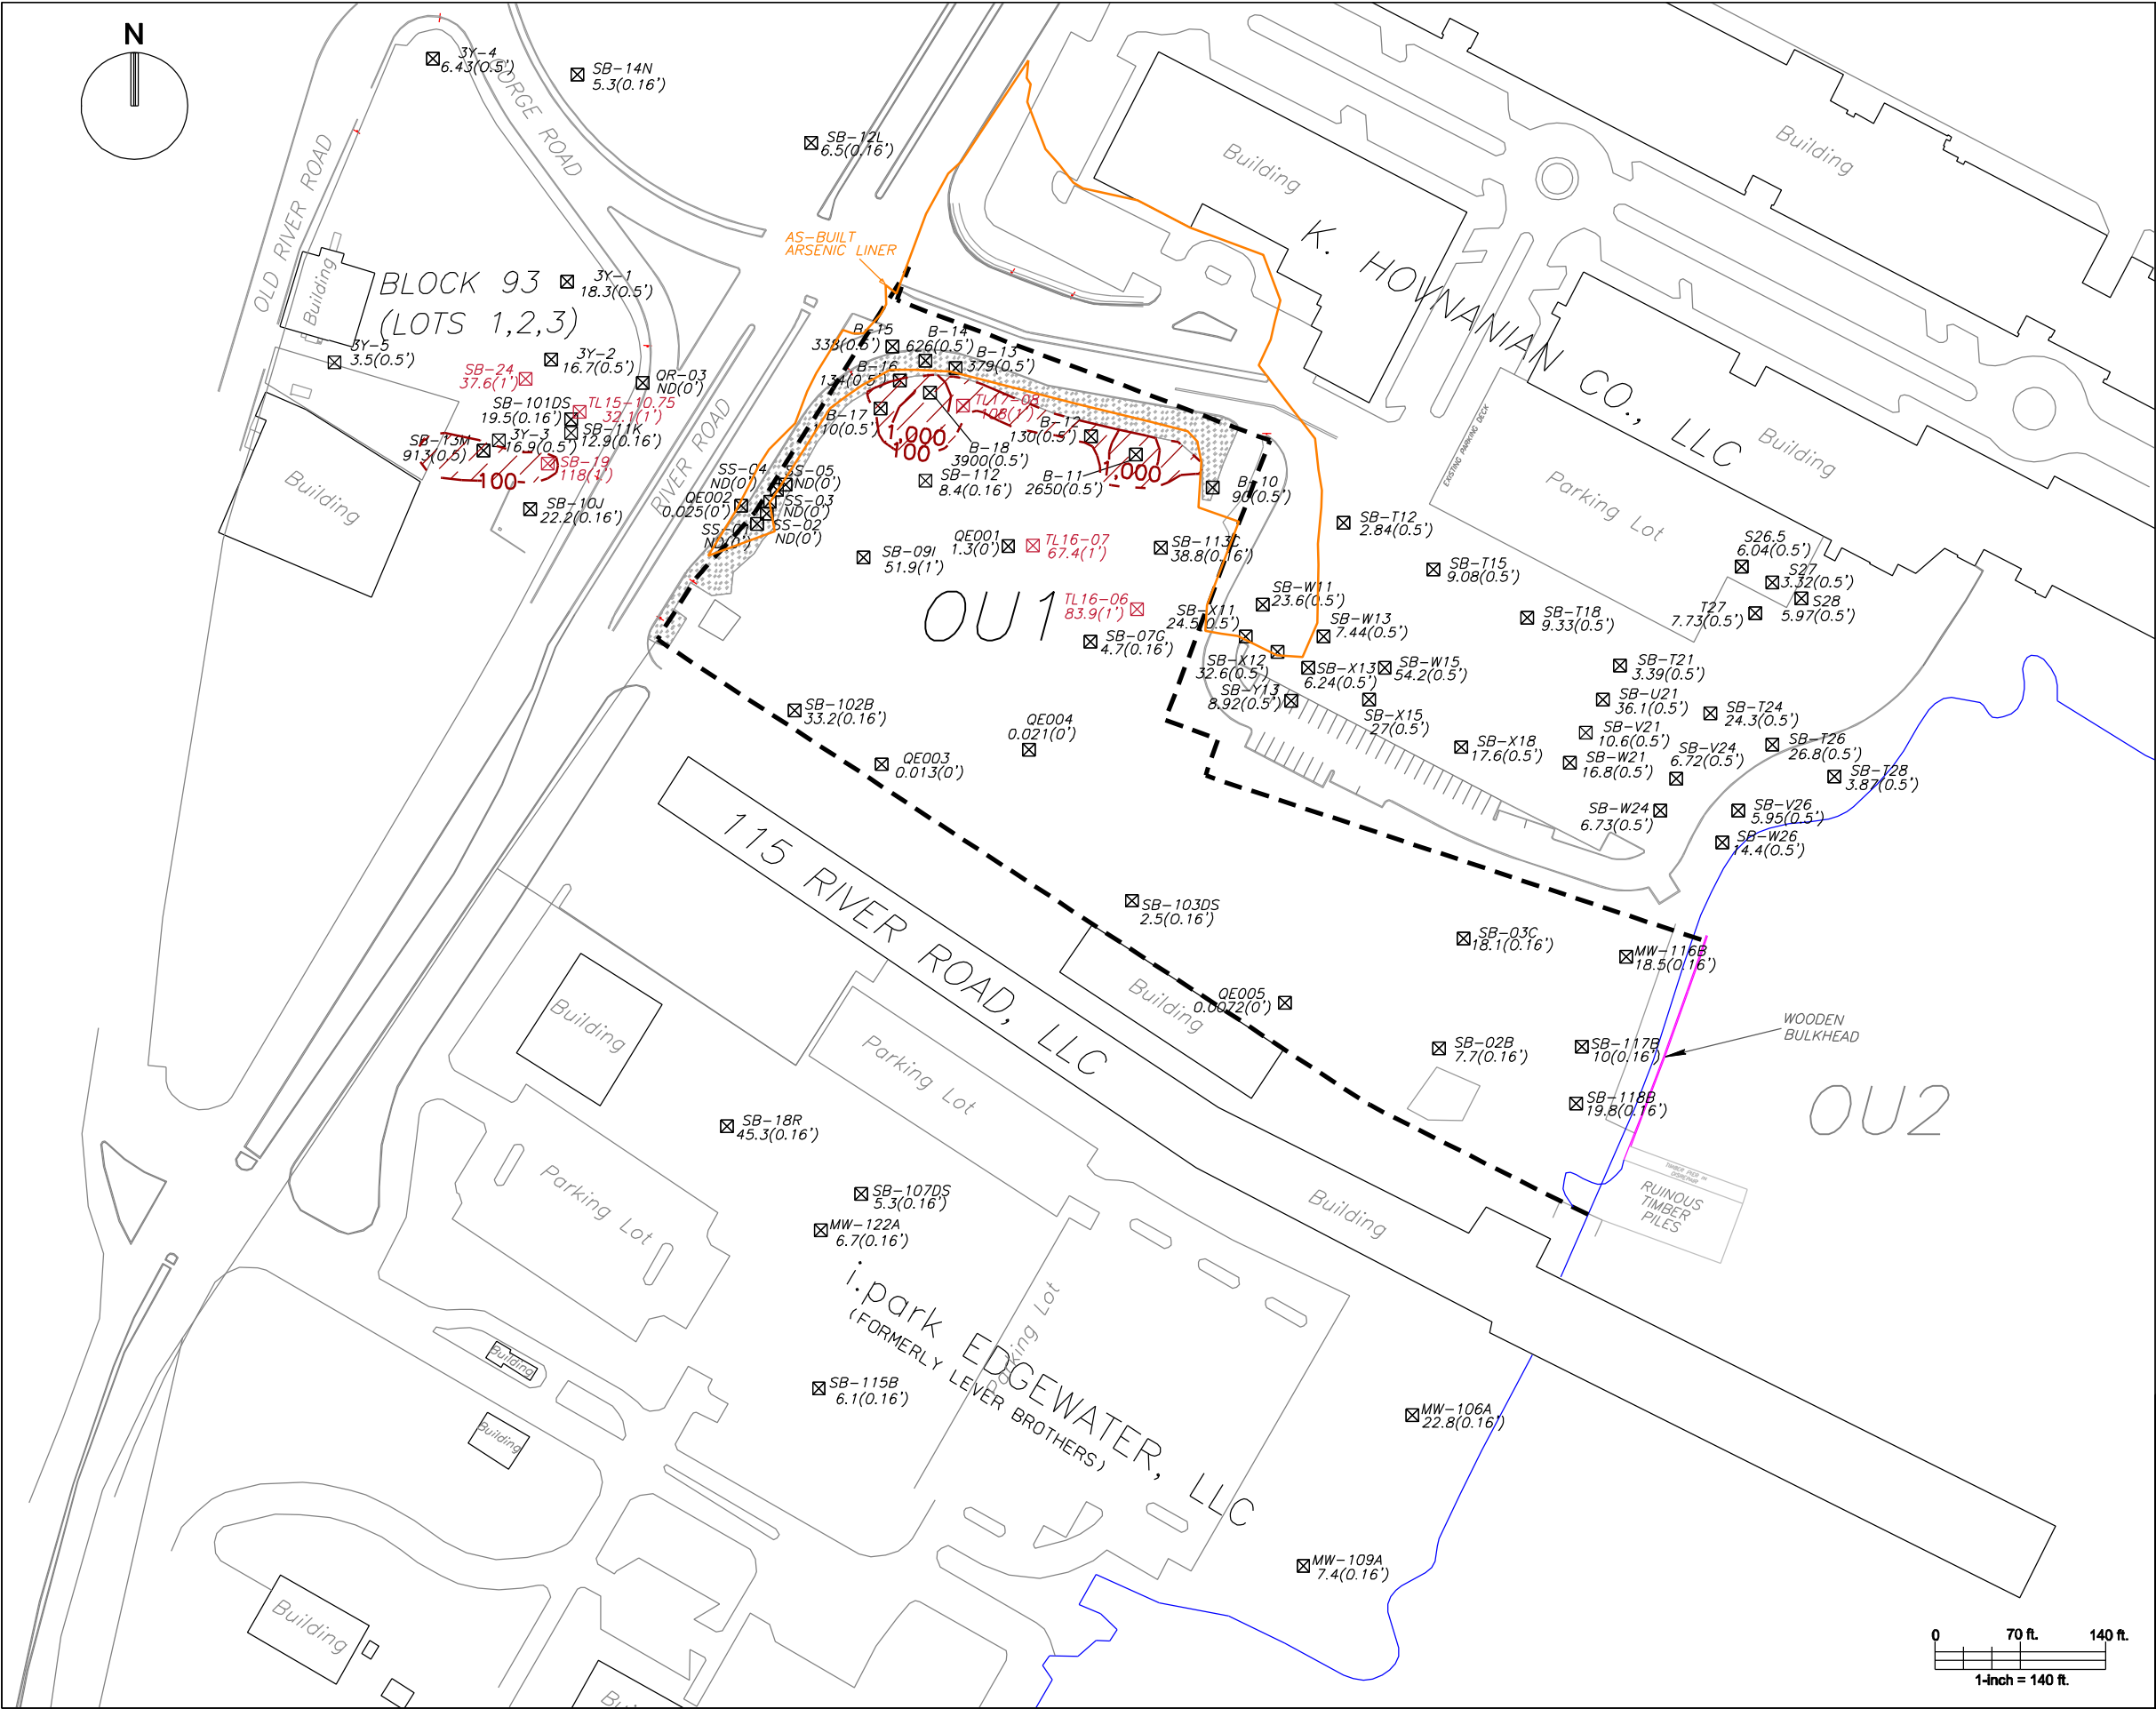 N
3Y-4
6.43(0.5')
SB-14N
5.3(0.16')
GORGE ROAD
OLD RIVER ROAD
SB-12L
6.5(0.16')
AS-BUILT
ARSENIC LINER
Building
Building
K. HOVNANIAN CO., LLC
Building
BLOCK 93
(LOTS 1,2,3)
3Y-1
18.3(0.5')
3Y-5
3.5(0.5')
3Y-2
16.7(0.5')
OR-03
ND(0')
SB-24
37.6(1')
SB-101DS
19.5(0.16')
TL15-10.75
32.1(1')
SB-11K
12.9(0.16')
SB-13M
913(0.5)
3Y-3
16.9(0.5')
SB-19
118(1')
100
SB-10J
22.2(0.16')
Building
RIVER ROAD
B-15
338(0.5')
B-14
626(0.5')
B-13
379(0.5')
B-16
134(0.5')
B-17
110(0.5')
TL17-08
108(1')
1,000
100
B-18
3900(0.5')
B-12
130(0.5')
B-11
2650(0.5')
1,000
B-10
90(0.5')
SB-112
8.4(0.16')
SS-04
ND(0')
SS-05
ND(0')
QE002
0.025(0')
SS-03
ND(0')
SS-01
ND(0')
SS-02
ND(0')
SB-09I
51.9(1')
QE001
1.3(0')
TL16-07
67.4(1')
SB-113C
38.8(0.16')
OU1
TL16-06
83.9(1')
SB-07G
4.7(0.16')
EXISTING PARKING DECK
Parking Lot
Building
SB-T12
2.84(0.5')
SB-T15
9.08(0.5')
SB-W11
23.6(0.5')
SB-X11
24.5(0.5')
SB-W13
7.44(0.5')
SB-X12
32.6(0.5')
SB-X13
6.24(0.5')
SB-W15
54.2(0.5')
SB-Y13
8.92(0.5')
SB-X15
27(0.5')
SB-T18
9.33(0.5')
S26.5
6.04(0.5')
S27
3.32(0.5')
S28
5.97(0.5')
T27
7.73(0.5')
SB-T21
3.39(0.5')
SB-U21
36.1(0.5')
SB-V21
10.6(0.5')
SB-W21
16.8(0.5')
SB-X18
17.6(0.5')
SB-T24
24.3(0.5')
SB-V24
6.72(0.5')
SB-T26
26.8(0.5')
SB-T28
3.87(0.5')
SB-W24
6.73(0.5')
SB-V26
5.95(0.5')
SB-W26
14.4(0.5')
SB-102B
33.2(0.16')
QE003
0.013(0')
QE004
0.021(0')
115 RIVER ROAD, LLC
SB-103DS
2.5(0.16')
SB-03C
18.1(0.16')
MW-116B
18.5(0.16')
Building
QE005
0.0072(0')
SB-02B
7.7(0.16')
SB-117B
10(0.16')
SB-118B
19.8(0.16')
WOODEN
BULKHEAD
OU2
RUINOUS
TIMBER
PILES
Building
Parking Lot
SB-18R
45.3(0.16')
Parking Lot
SB-107DS
5.3(0.16')
MW-122A
6.7(0.16')
Building
i.park EDGEWATER, LLC
(FORMERLY LEVER BROTHERS)
Parking Lot
Building
Building
SB-115B
6.1(0.16')
MW-106A
22.8(0.16')
MW-109A
7.4(0.16')
Building
0 70 ft. 140 ft.
1-inch = 140 ft.